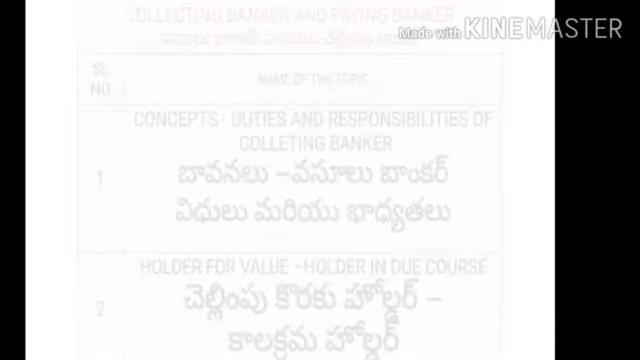 COLLECTING BANKER AND PAYING BANKER
Made with KINEMASTER
SL NAME OF THE TOPIC
NO
CONCEPTS - DUTIES AND RESPONSIBILITIES OF
COLLETING BANKER
1 బావనలు –వసూలు బాంకర్
విధులు మరియు భాధ్యతలు
HOLDER FOR VALUE –HOLDER IN DUE COURSE
2 చెల్లింపు కొరకు హోల్డర్ –
కాలక్రమ హోల్డర్